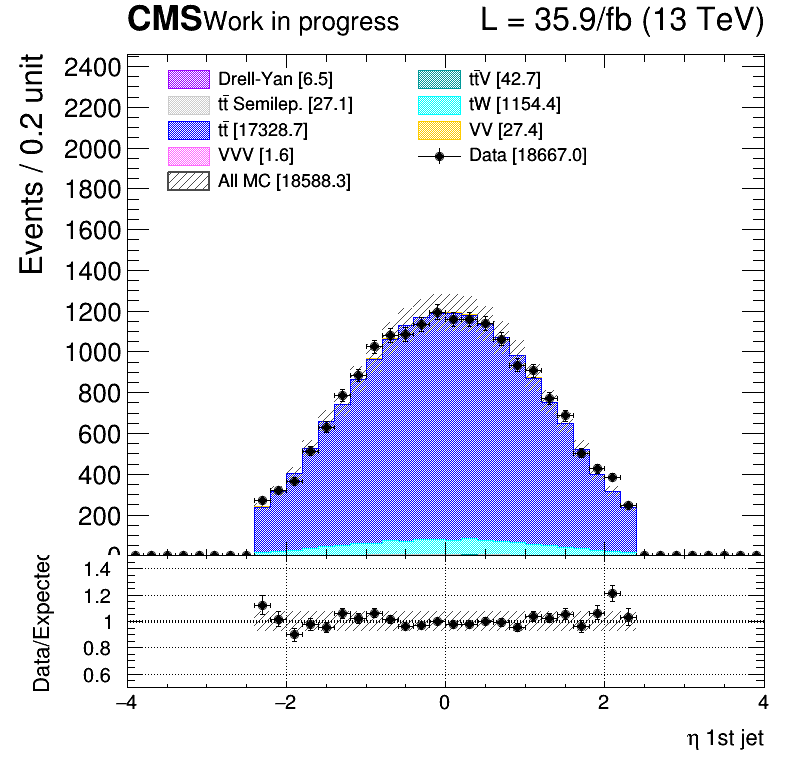 CMS Work in progress L = 35.9/fb (13 TeV)
Events / 0.2 unit
2400
2200
2000
1800
1600
1400
1200
1000
800
600
400
200
0
Drell-Yan [6.5]
tt̄ Semilep. [27.1]
tt̄ [17328.7]
VVV [1.6]
All MC [18588.3]
tt̄V [42.7]
tW [1154.4]
VV [27.4]
Data [18667.0]
Data/Expected
1.4
1.2
1
0.8
0.6
−4 −2 0 2 4
η 1st jet